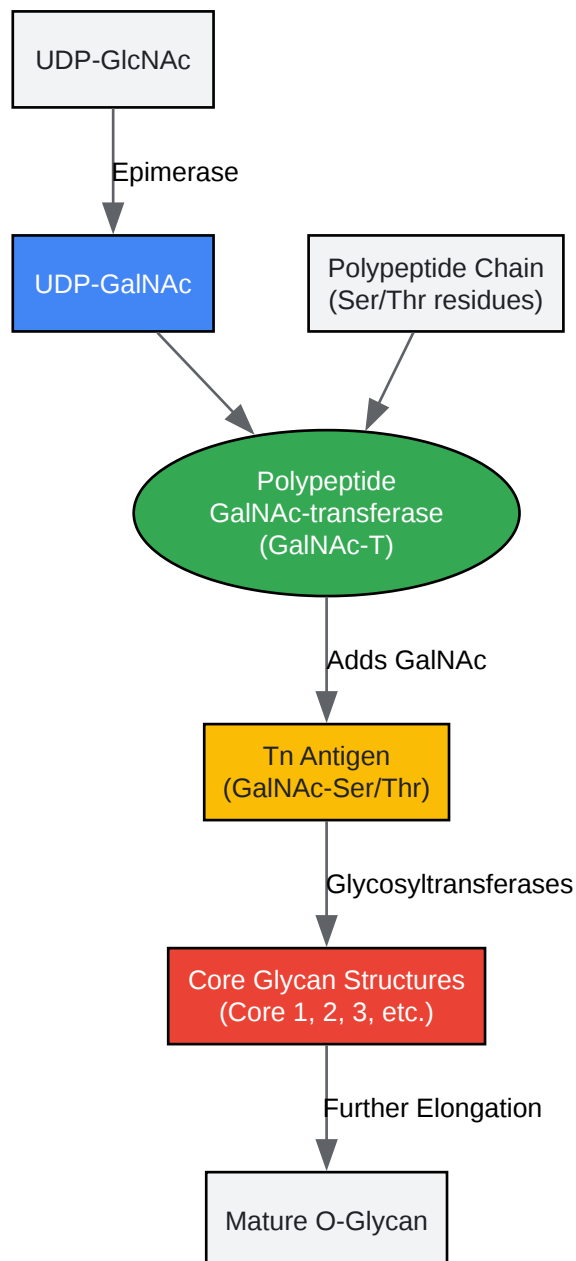 UDP-GlcNAc
Epimerase
UDP-GalNAc
Polypeptide Chain
(Ser/Thr residues)
Polypeptide
GalNAc-transferase
(GalNAc-T)
Adds GalNAc
Tn Antigen
(GalNAc-Ser/Thr)
Glycosyltransferases
Core Glycan Structures
(Core 1, 2, 3, etc.)
Further Elongation
Mature O-Glycan